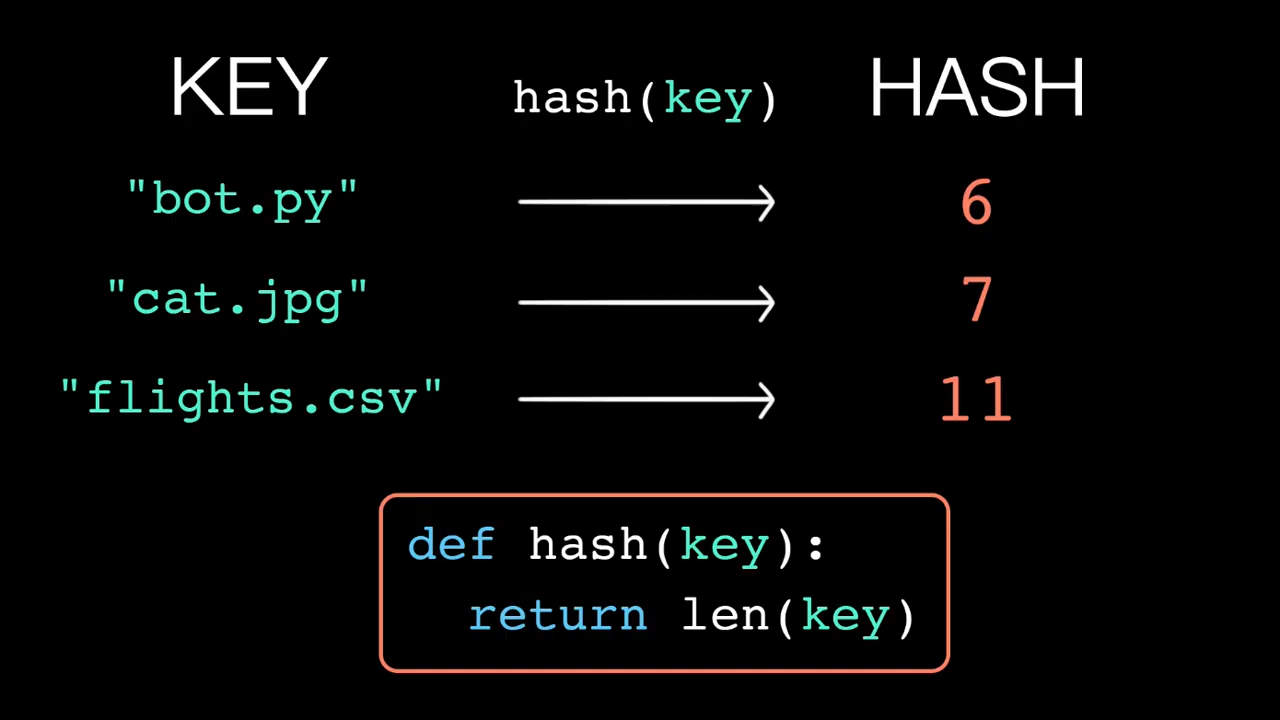 KEY hash(key) HASH
"bot.py" 6
"cat.jpg" 7
"flights.csv" 11
def hash(key):
return len(key)